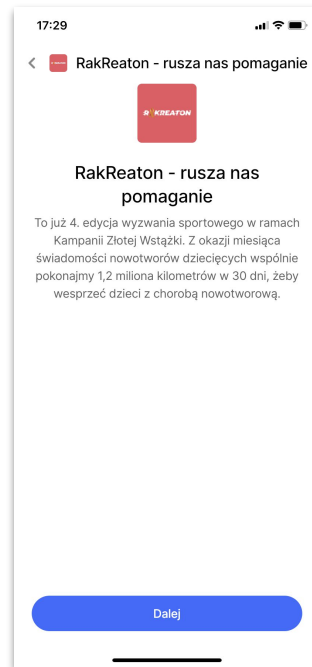 17:29
RakReaton - rusza nas pomaganie
RAKREATON
RakReaton - rusza nas
pomaganie
To już 4. edycja wyzwania sportowego w ramach
Kampanii Złotej Wstążki. Z okazji miesiąca
świadomości nowotworów dziecięcych wspólnie
pokonajmy 1,2 miliona kilometrów w 30 dni, żeby
wesprzeć dzieci z chorobą nowotworową.
Dalej